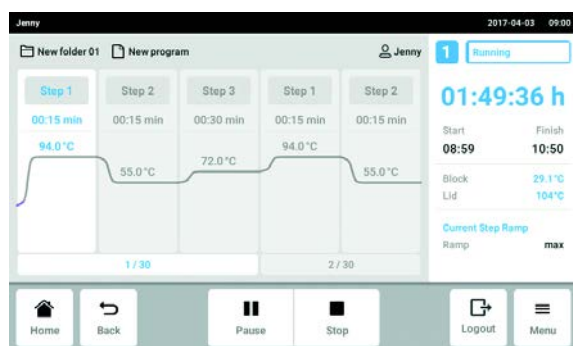 Jenny 2017-04-03 09:00
New folder 01 New program Jenny 1 Running
Step 1 Step 2 Step 3 Step 1 Step 2
01:49:36 h
00:15 min 00:15 min 00:30 min 00:15 min 00:15 min
Start Finish
08:59 10:50
94.0°C 55.0°C 72.0°C 94.0°C 55.0°C
Block 29.1°C
Lid 104°C
Current Step Ramp
Ramp max
1 / 30 2 / 30
Home Back Pause Stop Logout Menu